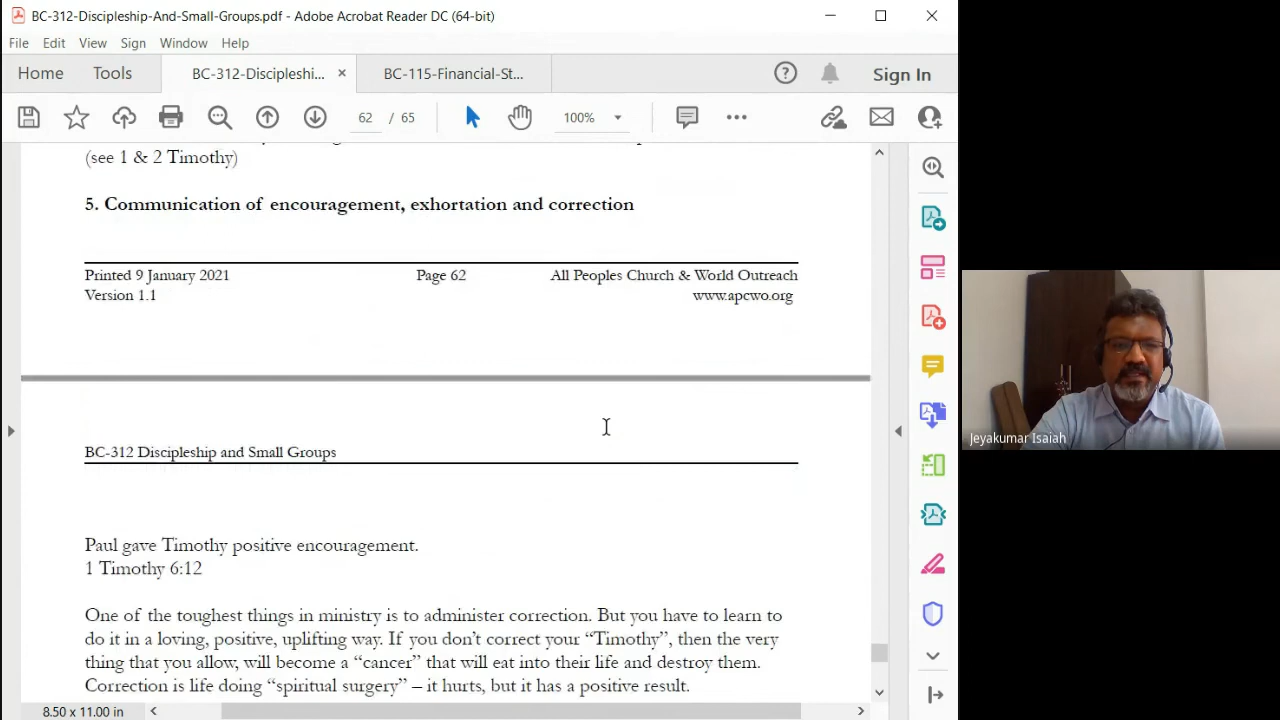 BC-312-Discipleship-And-Small-Groups.pdf - Adobe Acrobat Reader DC (64-bit)
File Edit View Sign Window Help
Home Tools BC-312-Discipleshi... × BC-115-Financial-St... ? Sign In
62 / 65 100%
(see 1 & 2 Timothy)
5. Communication of encouragement, exhortation and correction
Printed 9 January 2021 Page 62 All Peoples Church & World Outreach
Version 1.1 www.apcwo.org
BC-312 Discipleship and Small Groups
Paul gave Timothy positive encouragement.
1 Timothy 6:12
One of the toughest things in ministry is to administer correction. But you have to learn to
do it in a loving, positive, uplifting way. If you don't correct your “Timothy”, then the very
thing that you allow, will become a “cancer” that will eat into their life and destroy them.
Correction is life doing “spiritual surgery” – it hurts, but it has a positive result.
8.50 x 11.00 in
Jeyakumar Isaiah